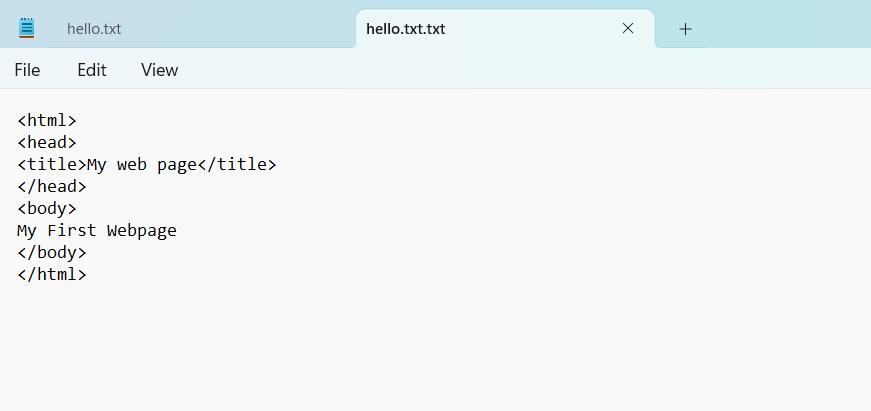 hello.txt
hello.txt.txt
File Edit View
<html>
<head>
<title>My web page</title>
</head>
<body>
My First Webpage
</body>
</html>